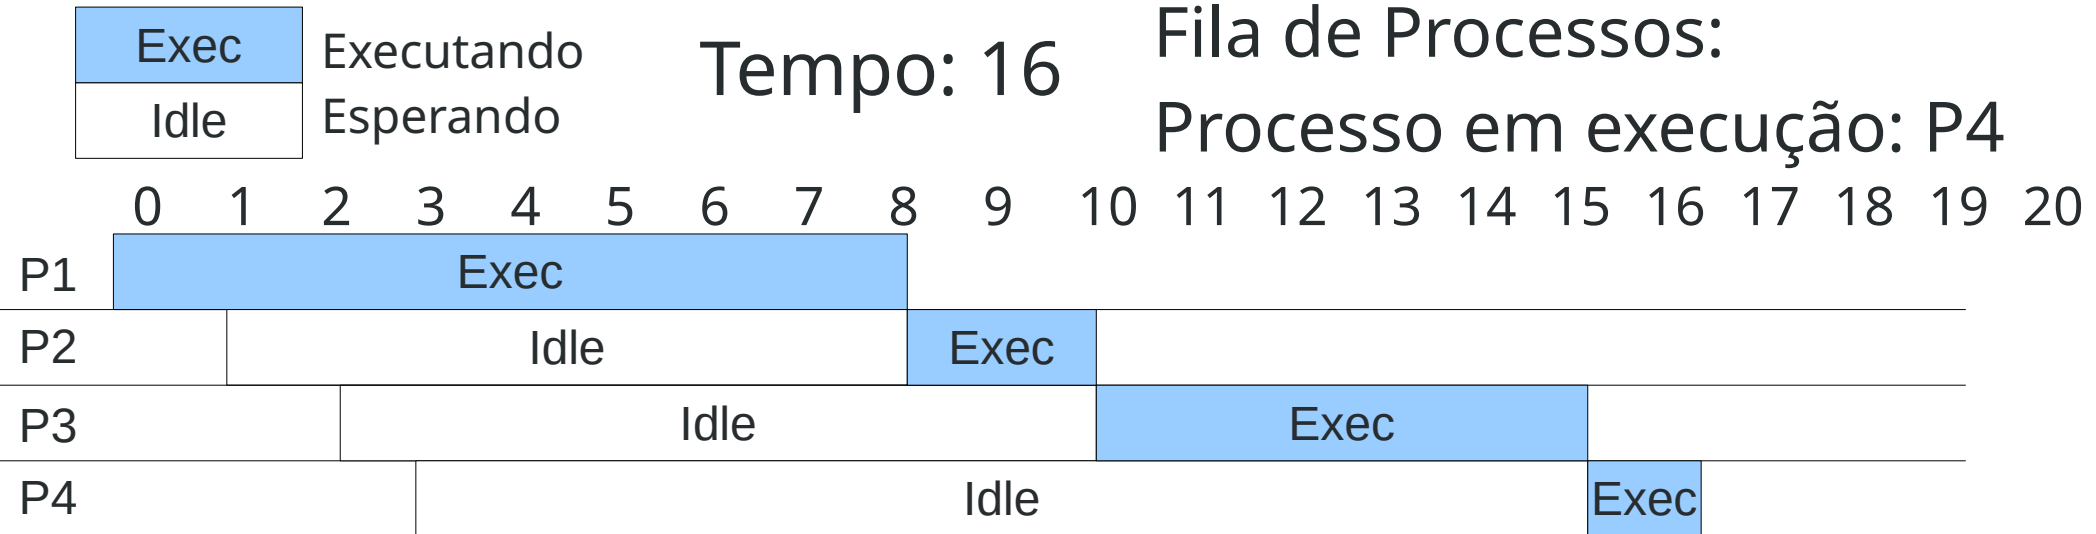 Exec Executando
Idle Esperando
Tempo: 16
Fila de Processos:
Processo em execução: P4
0 1 2 3 4 5 6 7 8 9 10 11 12 13 14 15 16 17 18 19 20
P1 Exec
P2 Idle Exec
P3 Idle Exec
P4 Idle Exec